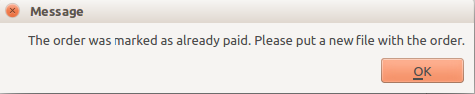 Message
The order was marked as already paid. Please put a new file with the order.
OK